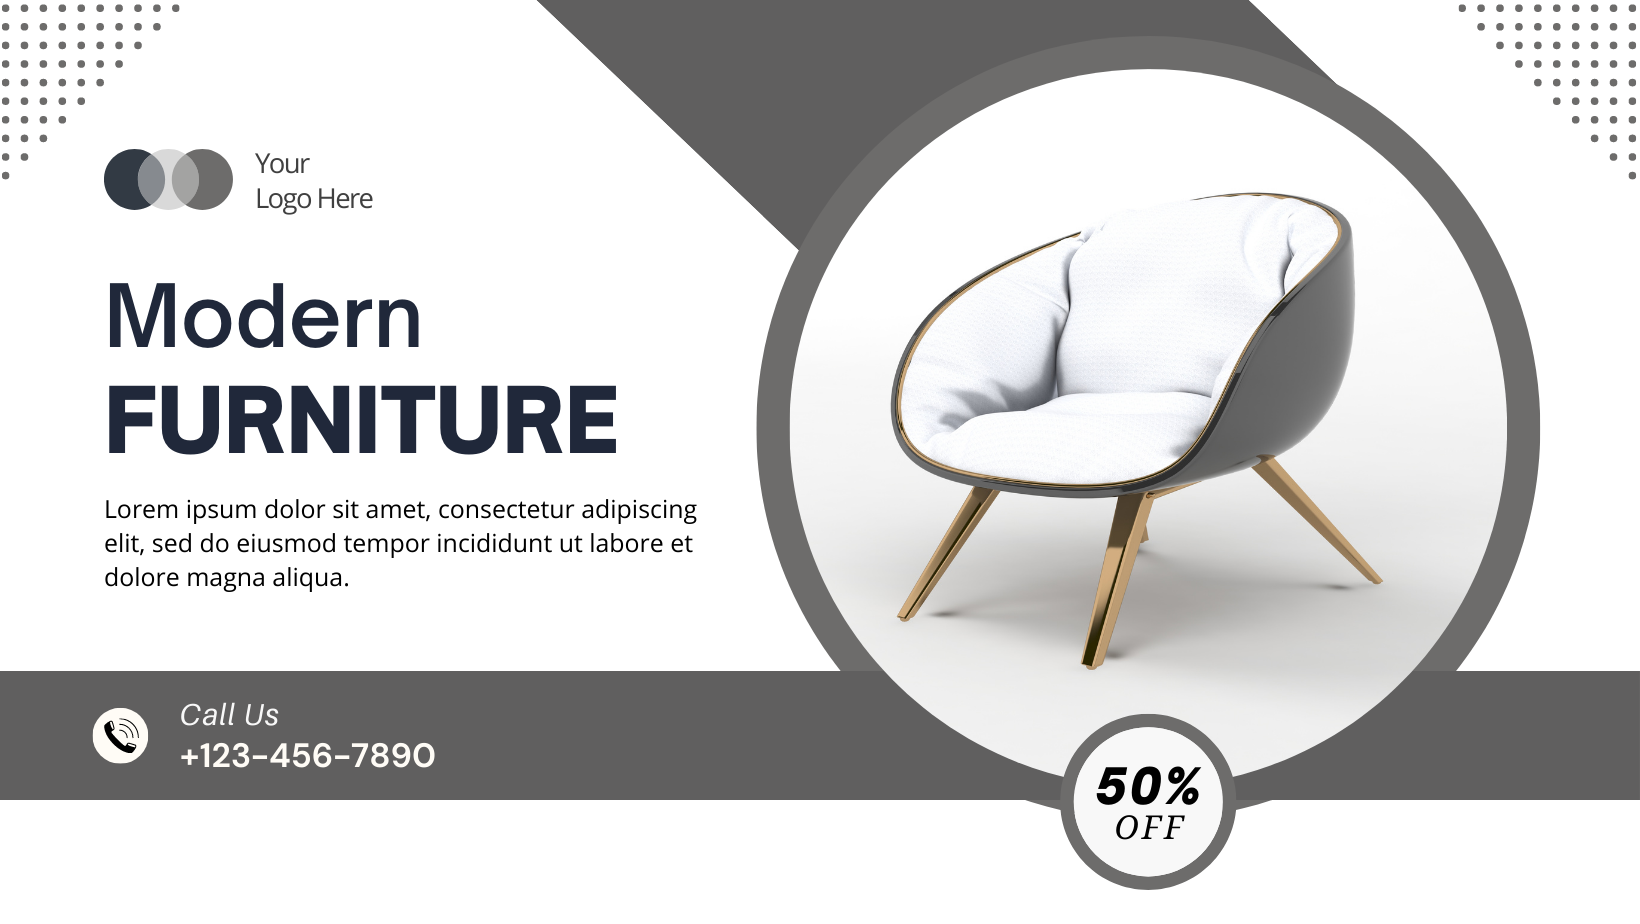 Your
Logo Here
Modern
FURNITURE
Lorem ipsum dolor sit amet, consectetur adipiscing
elit, sed do eiusmod tempor incididunt ut labore et
dolore magna aliqua.
Call Us
+123-456-7890
50%
OFF